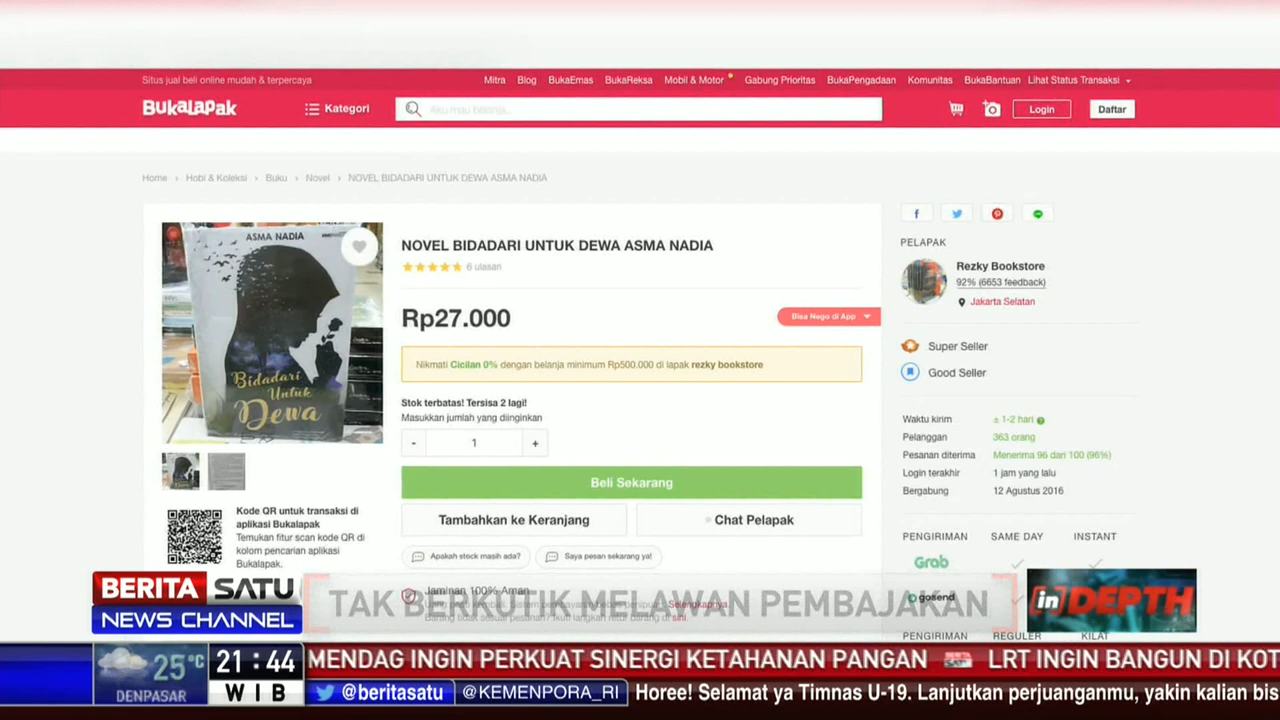 Situs jual beli online mudah & terpercaya
Mitra Blog BukaEmas BukaReksa Mobil & Motor Gabung Prioritas BukaPengadaan Komunitas BukaBantuan Lihat Status Transaksi
BukaLapak
Kategori
Aku mau belanja...
Login
Daftar
Home › Hobi & Koleksi › Buku › Novel › NOVEL BIDADARI UNTUK DEWA ASMA NADIA
ASMA NADIA
Bidadari
Untuk
Dewa
Kode QR untuk transaksi di
aplikasi Bukalapak
Temukan fitur scan kode QR di
kolom pencarian aplikasi
Bukalapak.
NOVEL BIDADARI UNTUK DEWA ASMA NADIA
6 ulasan
Rp27.000
Bisa Nego di App
Nikmati Cicilan 0% dengan belanja minimum Rp500.000 di lapak rezky bookstore
Stok terbatas! Tersisa 2 lagi!
Masukkan jumlah yang diinginkan
- 1 +
Beli Sekarang
Tambahkan ke Keranjang
Chat Pelapak
Apakah stock masih ada?
Saya pesan sekarang ya!
Jaminan 100% Aman
Selengkapnya.
PELAPAK
Rezky Bookstore
92% (6653 feedback)
Jakarta Selatan
Super Seller
Good Seller
Waktu kirim ± 1-2 hari
Pelanggan 363 orang
Pesanan diterima Menerima 96 dari 100 (96%)
Login terakhir 1 jam yang lalu
Bergabung 12 Agustus 2016
PENGIRIMAN SAME DAY INSTANT
Grab
gosend
PENGIRIMAN REGULER KILAT
TAK BERKUTIK MELAWAN PEMBAJAKAN
in DEPTH
BERITA SATU
NEWS CHANNEL
25°C
DENPASAR
21:44
WIB
MENDAG INGIN PERKUAT SINERGI KETAHANAN PANGAN LRT INGIN BANGUN DI KOT
@beritasatu @KEMENPORA_RI Horee! Selamat ya Timnas U-19. Lanjutkan perjuanganmu, yakin kalian bis